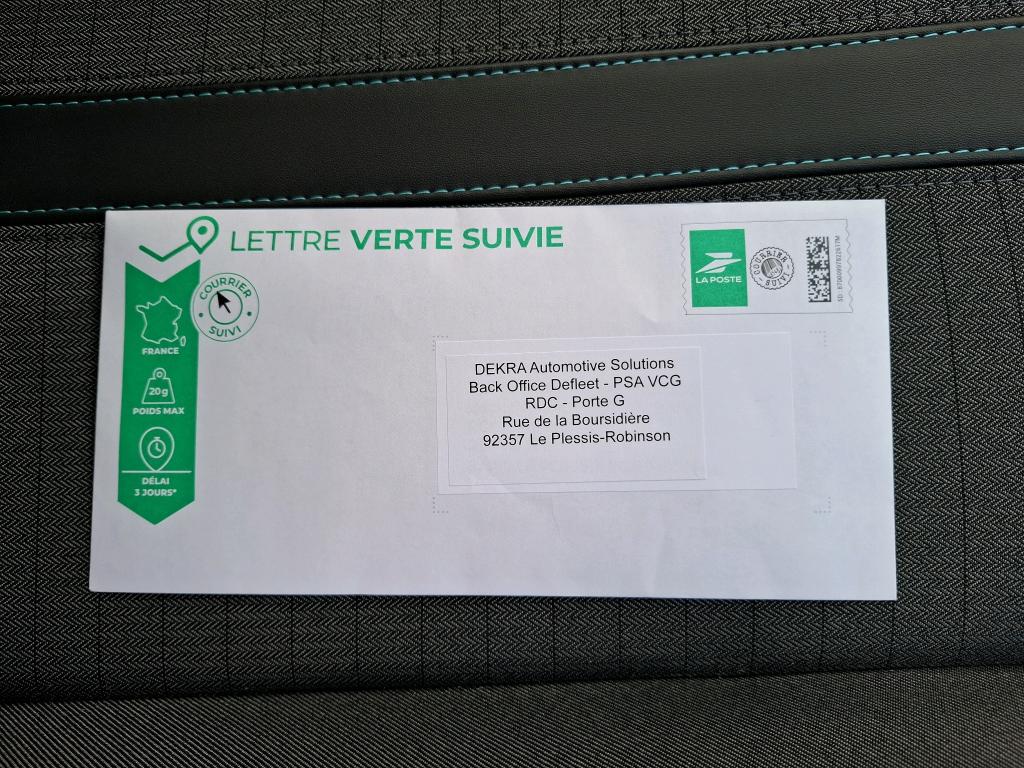 LETTRE VERTE SUIVIE
LA POSTE
COURRIER
SUIVI
COURRIER
SUIVI
FRANCE
20g
POIDS MAX
DÉLAI
3 JOURS*
DEKRA Automotive Solutions
Back Office Defleet - PSA VCG
RDC - Porte G
Rue de la Boursidière
92357 Le Plessis-Robinson